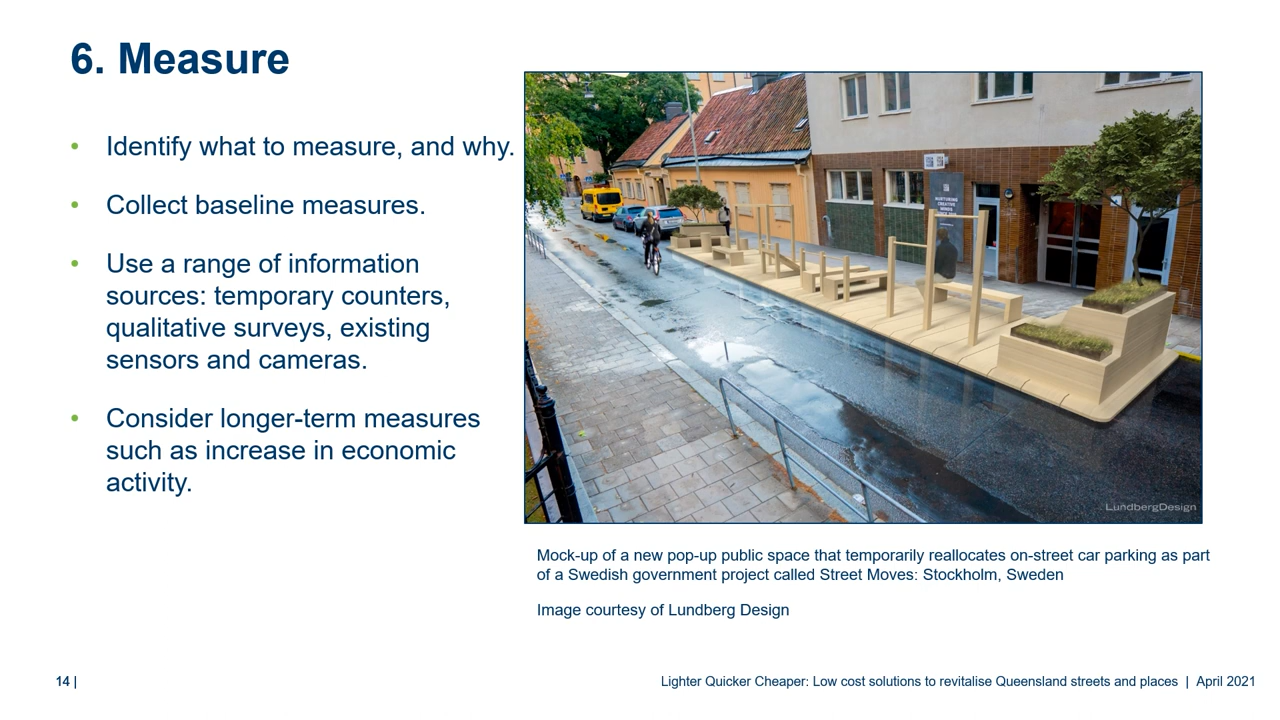 6. Measure
• Identify what to measure, and why.
• Collect baseline measures.
• Use a range of information
sources: temporary counters,
qualitative surveys, existing
sensors and cameras.
• Consider longer-term measures
such as increase in economic
activity.
NURTURING
CREATIVE
MINDS
LundbergDesign
Mock-up of a new pop-up public space that temporarily reallocates on-street car parking as part
of a Swedish government project called Street Moves: Stockholm, Sweden
Image courtesy of Lundberg Design
14 |
Lighter Quicker Cheaper: Low cost solutions to revitalise Queensland streets and places | April 2021